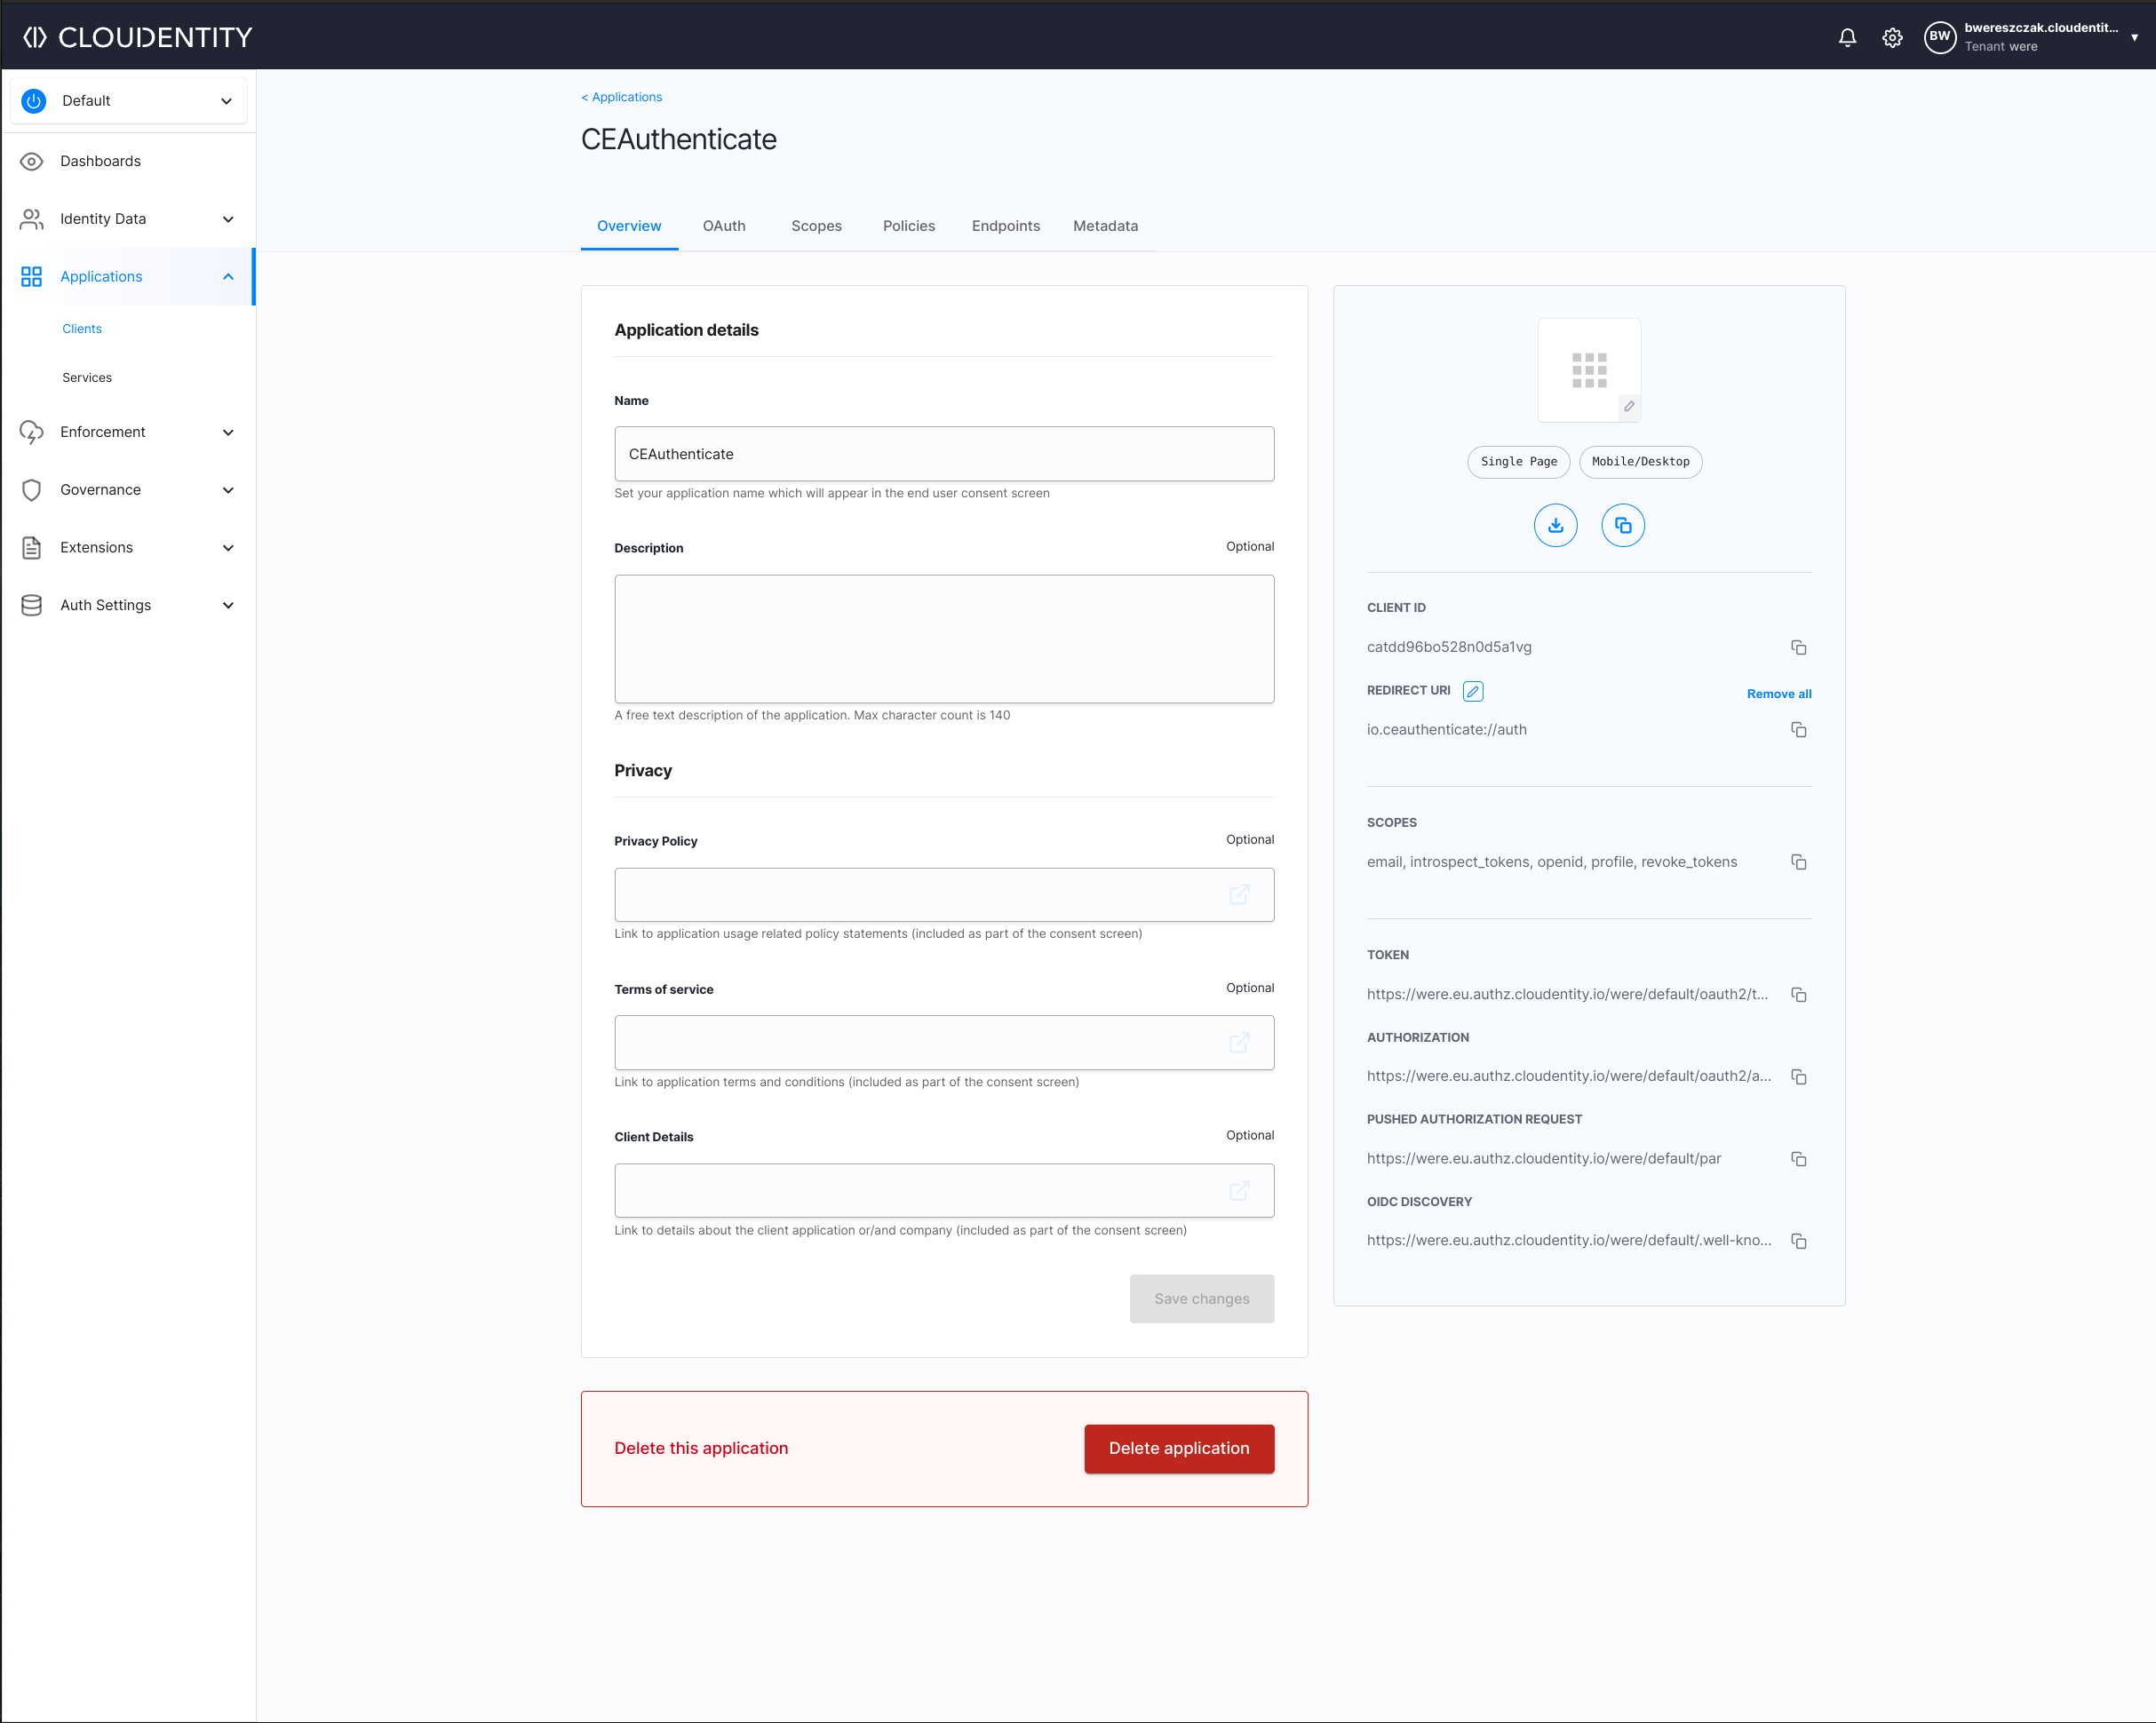 CLOUDENTITY
BW
bwereszczak.cloudentit...
Tenant were
Default
Dashboards
Identity Data
Applications
Clients
Services
Enforcement
Governance
Extensions
Auth Settings
< Applications
CEAuthenticate
Overview OAuth Scopes Policies Endpoints Metadata
Application details
Name
CEAuthenticate
Set your application name which will appear in the end user consent screen
Description Optional
A free text description of the application. Max character count is 140
Privacy
Privacy Policy Optional
Link to application usage related policy statements (included as part of the consent screen)
Terms of service Optional
Link to application terms and conditions (included as part of the consent screen)
Client Details Optional
Link to details about the client application or/and company (included as part of the consent screen)
Save changes
Delete this application Delete application
Single Page Mobile/Desktop
CLIENT ID
catdd96bo528n0d5a1vg
REDIRECT URI Remove all
io.ceauthenticate://auth
SCOPES
email, introspect_tokens, openid, profile, revoke_tokens
TOKEN
https://were.eu.authz.cloudentity.io/were/default/oauth2/t...
AUTHORIZATION
https://were.eu.authz.cloudentity.io/were/default/oauth2/a...
PUSHED AUTHORIZATION REQUEST
https://were.eu.authz.cloudentity.io/were/default/par
OIDC DISCOVERY
https://were.eu.authz.cloudentity.io/were/default/.well-kno...